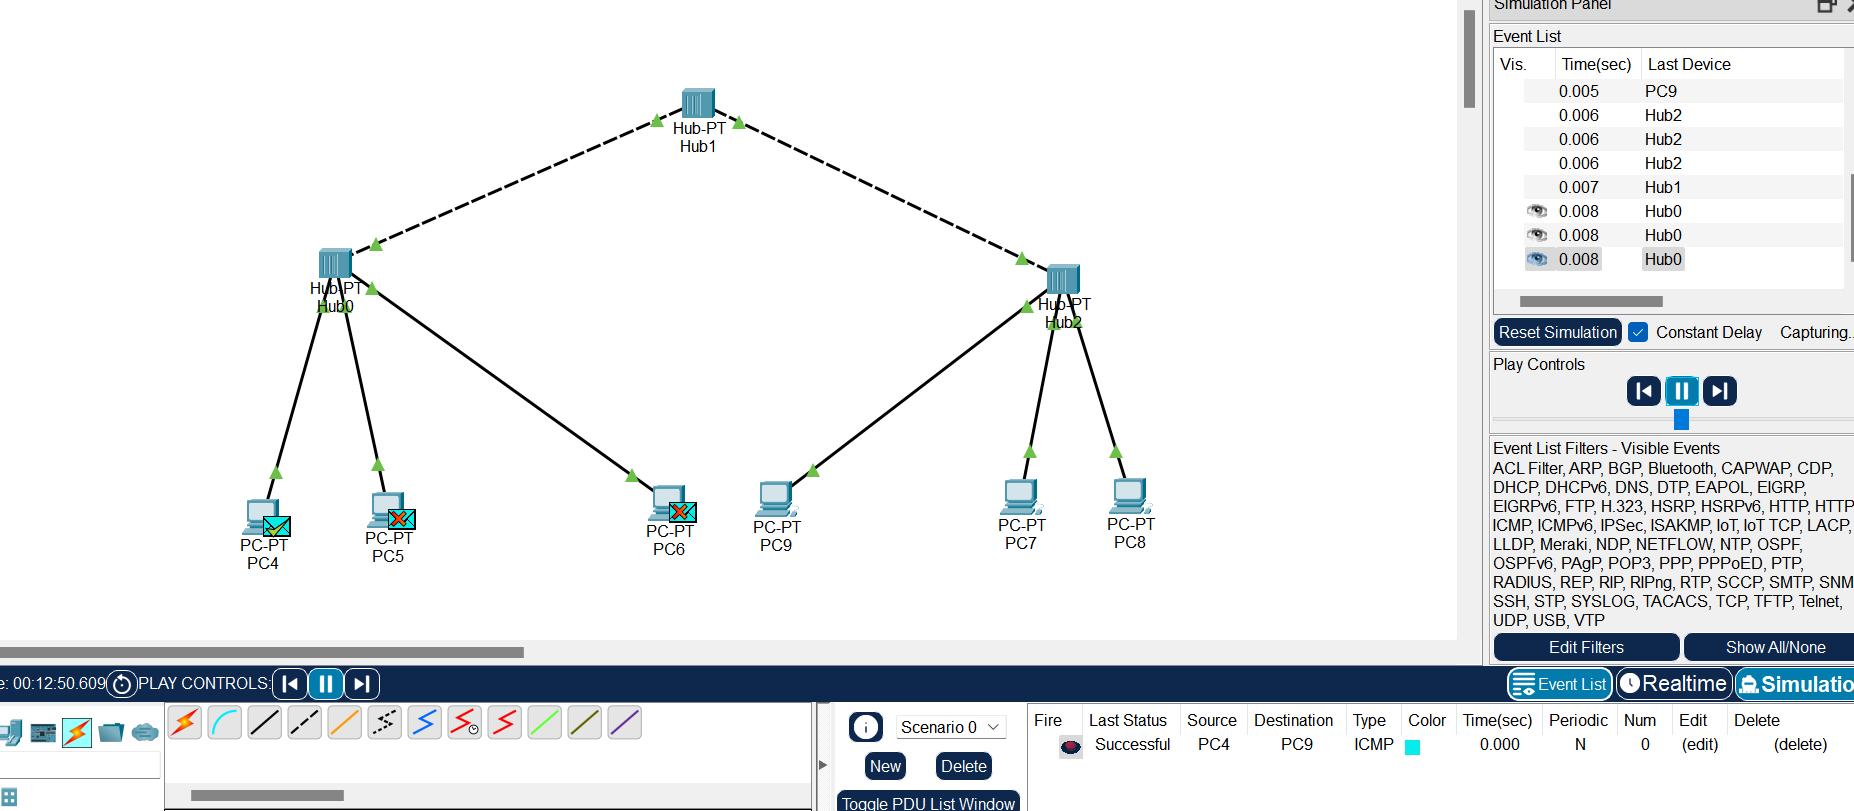 Simulation Panel
Event List
Vis. Time(sec) Last Device
0.005 PC9
0.006 Hub2
0.006 Hub2
0.006 Hub2
0.007 Hub1
0.008 Hub0
0.008 Hub0
0.008 Hub0
Reset Simulation Constant Delay Capturing..
Play Controls
Event List Filters - Visible Events
ACL Filter, ARP, BGP, Bluetooth, CAPWAP, CDP,
DHCP, DHCPv6, DNS, DTP, EAPOL, EIGRP,
EIGRPv6, FTP, H.323, HSRP, HSRPv6, HTTP, HTTP
ICMP, ICMPv6, IPSec, ISAKMP, IoT, IoT TCP, LACP,
LLDP, Meraki, NDP, NETFLOW, NTP, OSPF,
OSPFv6, PAgP, POP3, PPP, PPPoED, PTP,
RADIUS, REP, RIP, RIPng, RTP, SCCP, SMTP, SNM
SSH, STP, SYSLOG, TACACS, TCP, TFTP, Telnet,
UDP, USB, VTP
Edit Filters Show All/None
Hub-PT
Hub1
Hub-PT
Hub0
Hub-PT
Hub2
PC-PT
PC4
PC-PT
PC5
PC-PT
PC6
PC-PT
PC9
PC-PT
PC7
PC-PT
PC8
e: 00:12:50.609 PLAY CONTROLS:
Event List Realtime Simulatio
Scenario 0
New Delete
Toggle PDU List Window
Fire Last Status Source Destination Type Color Time(sec) Periodic Num Edit Delete
Successful PC4 PC9 ICMP 0.000 N 0 (edit) (delete)